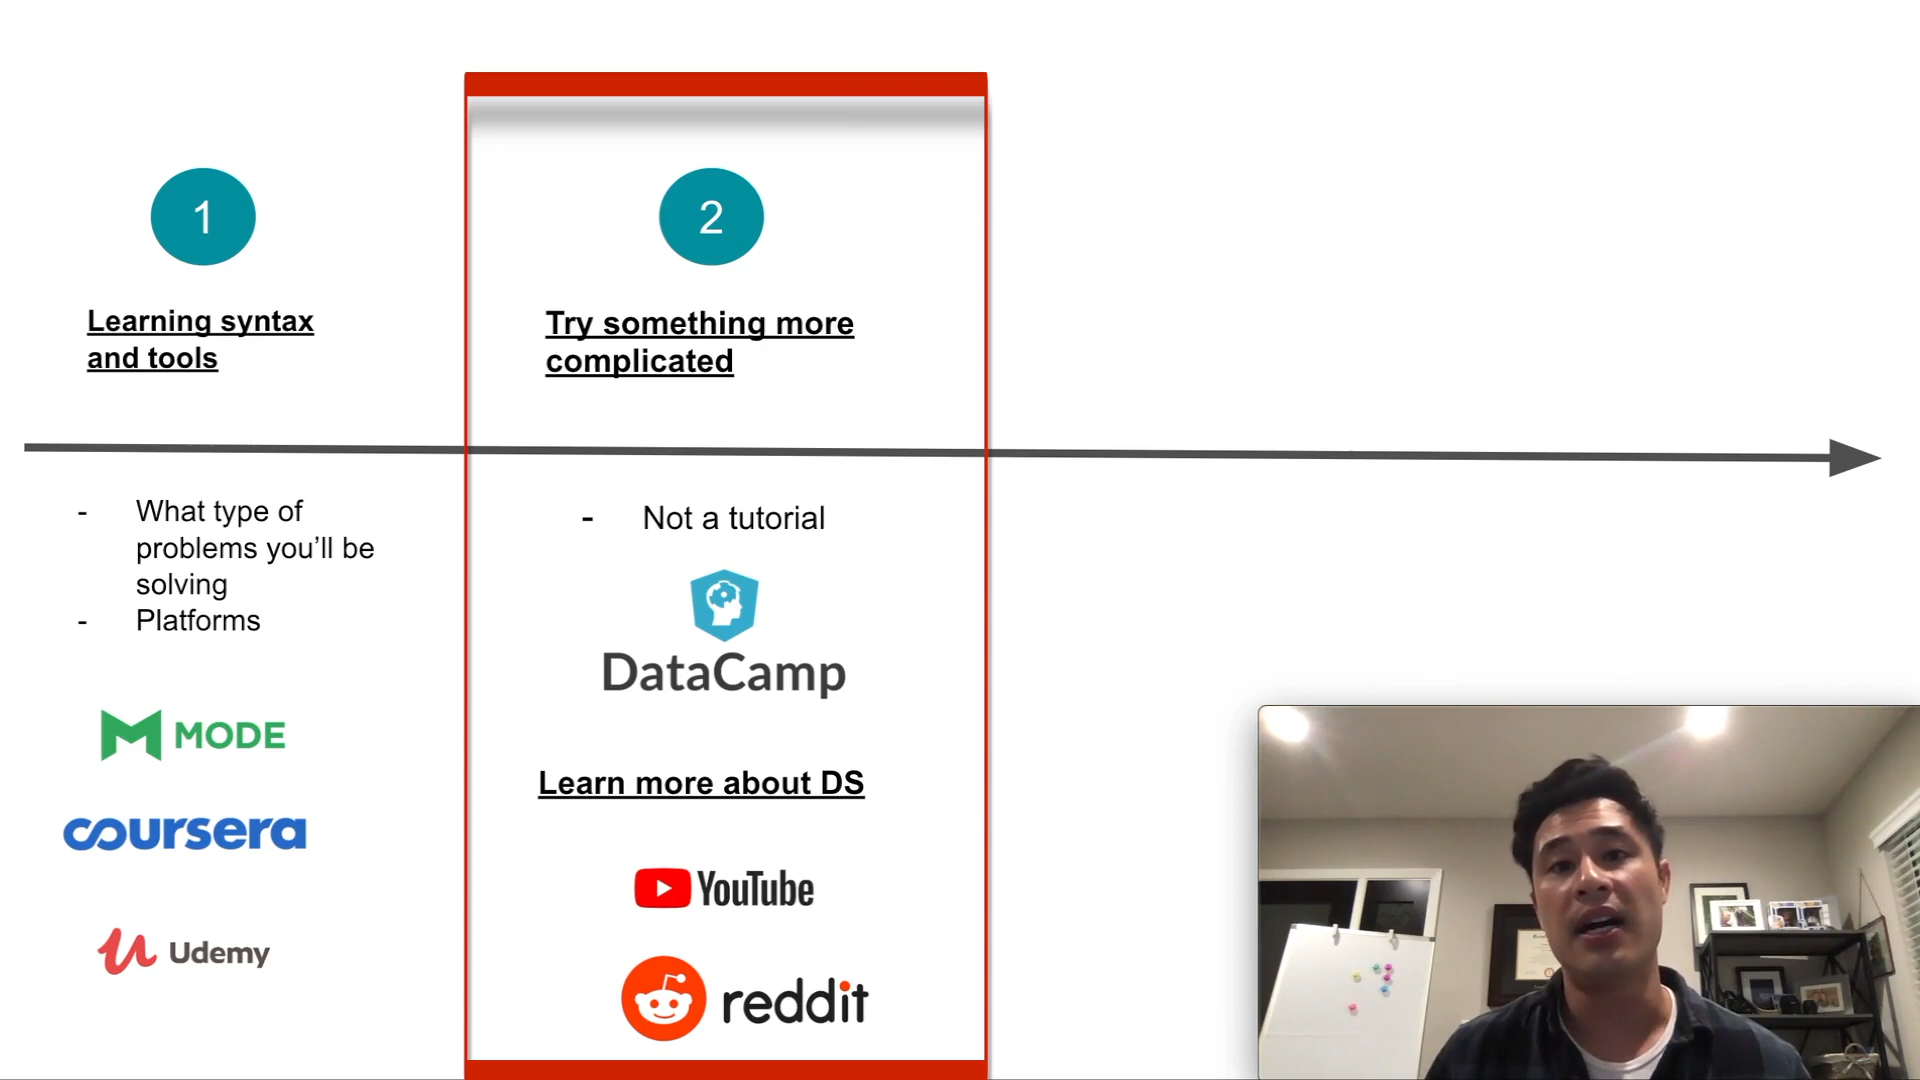 1
Learning syntax
and tools
- What type of
problems you’ll be
solving
- Platforms
MODE
coursera
Udemy
2
Try something more
complicated
- Not a tutorial
DataCamp
Learn more about DS
YouTube
reddit